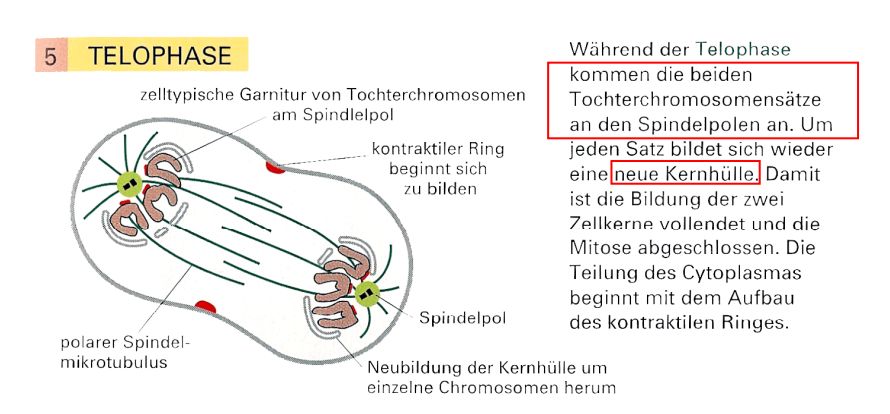 5 TELOPHASE
zelltypische Garnitur von Tochterchromosomen
am Spindlelpol
kontraktiler Ring
beginnt sich
zu bilden
polarer Spindel-
mikrotubulus
Spindelpol
Neubildung der Kernhülle um
einzelne Chromosomen herum
Während der Telophase
kommen die beiden
Tochterchromosomensätze
an den Spindelpolen an. Um
jeden Satz bildet sich wieder
eine neue Kernhülle. Damit
ist die Bildung der zwei
Zellkerne vollendet und die
Mitose abgeschlossen. Die
Teilung des Cytoplasmas
beginnt mit dem Aufbau
des kontraktilen Ringes.